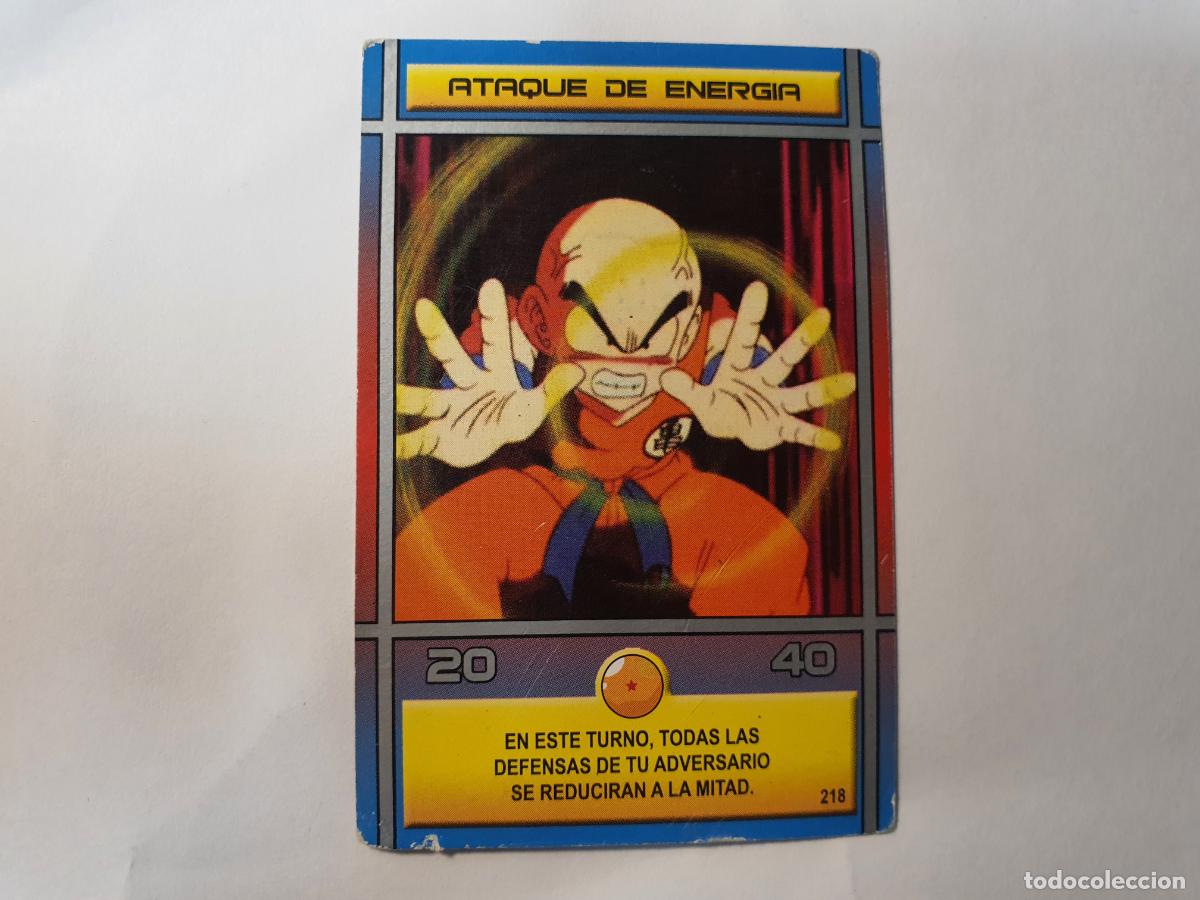 ATAQUE DE ENERGIA
亀
20
40
EN ESTE TURNO, TODAS LAS
DEFENSAS DE TU ADVERSARIO
SE REDUCIRAN A LA MITAD.
218
todocoleccion